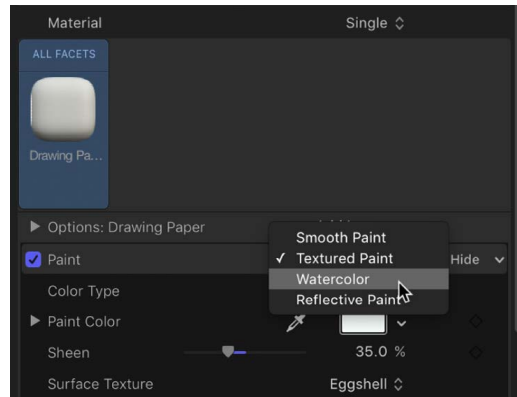 Material Single
ALL FACETS
Drawing Pa...
Options: Drawing Paper
Smooth Paint
Paint ✓ Textured Paint Hide
Watercolor
Color Type
Reflective Paint
Paint Color
Sheen 35.0 %
Surface Texture Eggshell